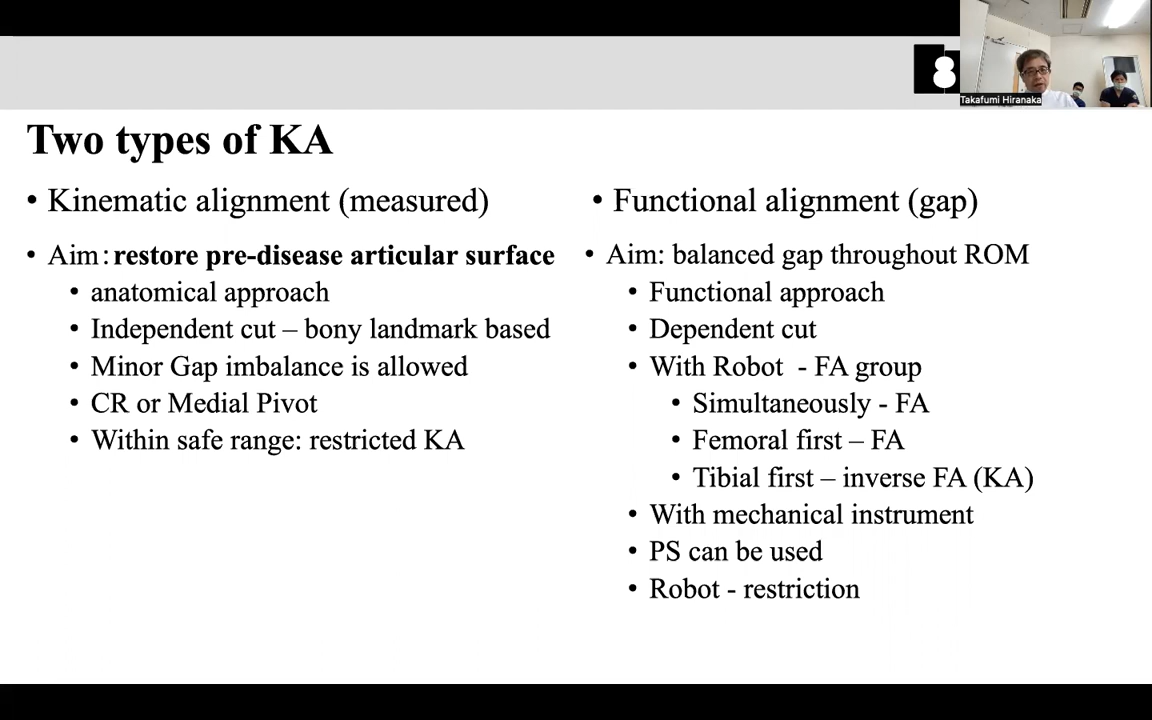 Takafumi Hiranaka
Two types of KA
• Kinematic alignment (measured)
• Aim: restore pre-disease articular surface
• anatomical approach
• Independent cut – bony landmark based
• Minor Gap imbalance is allowed
• CR or Medial Pivot
• Within safe range: restricted KA
• Functional alignment (gap)
• Aim: balanced gap throughout ROM
• Functional approach
• Dependent cut
• With Robot - FA group
• Simultaneously - FA
• Femoral first – FA
• Tibial first – inverse FA (KA)
• With mechanical instrument
• PS can be used
• Robot - restriction